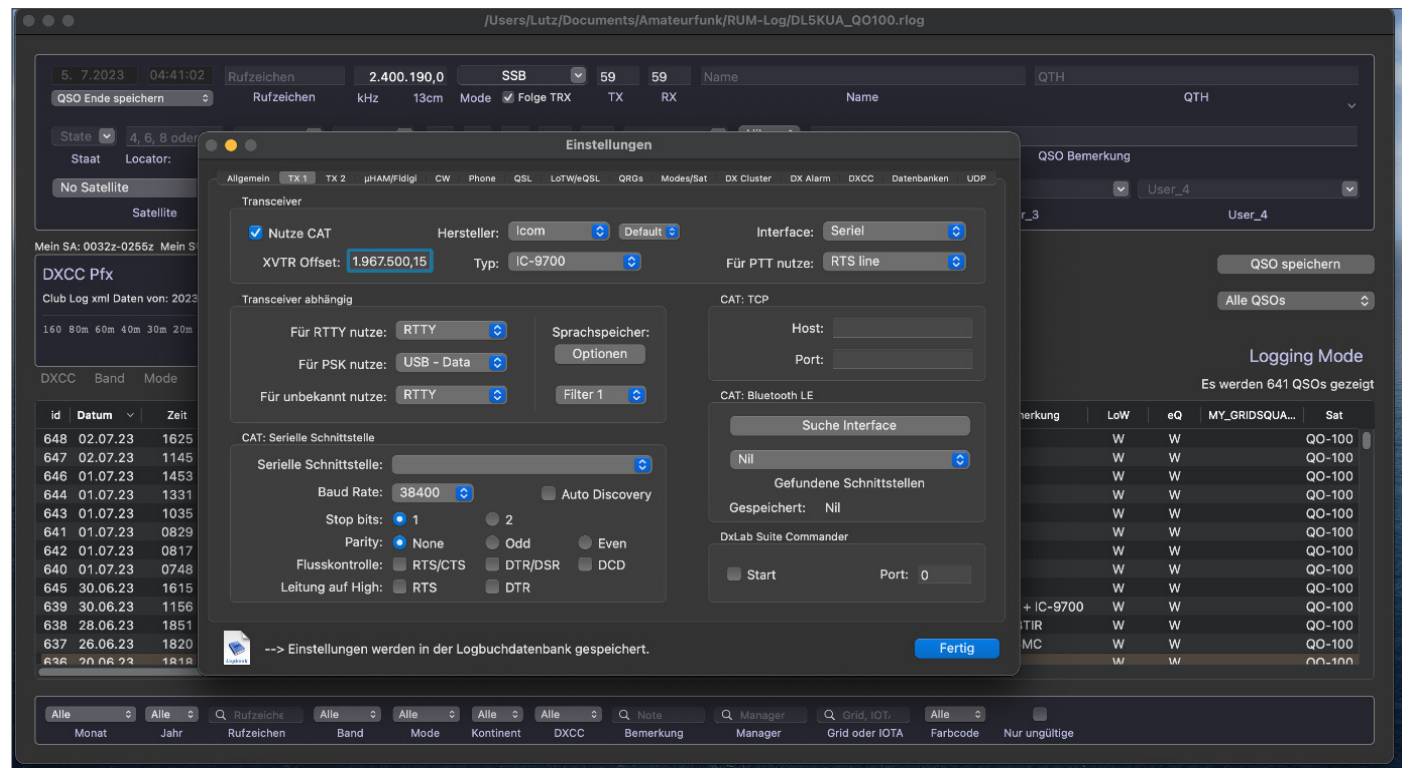 /Users/Lutz/Documents/Amateurfunk/RUM-Log/DL5KUA_QO100.rlog
5. 7.2023 04:41:02 Rufzeichen 2.400.190,0 SSB 59 59 Name QTH
QSO Ende speichern Rufzeichen kHz 13cm Mode Folge TRX TX RX Name QTH
State 4, 6, 8 oder
Staat Locator: QSO Bemerkung
No Satellite User_4
Satellite r_3 User_4
Mein SA: 0032z-0255z Mein S
DXCC Pfx QSO speichern
Club Log xml Daten von: 2023 Alle QSOs
160 80m 60m 40m 30m 20m
Logging Mode
DXCC Band Mode Es werden 641 QSOs gezeigt
Einstellungen
Allgemein TX 1 TX 2 µHAM/Fldigi CW Phone QSL LoTW/eQSL QRGs Modes/Sat DX Cluster DX Alarm DXCC Datenbanken UDP
Transceiver
Nutze CAT Hersteller: Icom Default Interface: Seriel
XVTR Offset: 1.967.500,15 Typ: IC-9700 Für PTT nutze: RTS line
Transceiver abhängig
Für RTTY nutze: RTTY Sprachspeicher:
Für PSK nutze: USB - Data Optionen
Für unbekannt nutze: RTTY Filter 1
CAT: TCP
Host:
Port:
CAT: Serielle Schnittstelle
Serielle Schnittstelle:
Baud Rate: 38400 Auto Discovery
Stop bits: 1 2
Parity: None Odd Even
Flusskontrolle: RTS/CTS DTR/DSR DCD
Leitung auf High: RTS DTR
CAT: Bluetooth LE
Suche Interface
Nil
Gefundene Schnittstellen
Gespeichert: Nil
DxLab Suite Commander
Start Port: 0
--> Einstellungen werden in der Logbuchdatenbank gespeichert. Fertig
id Datum Zeit erkung LoW eQ MY_GRIDSQUA... Sat
648 02.07.23 1625 W W QO-100
647 02.07.23 1145 W W QO-100
646 01.07.23 1453 W W QO-100
644 01.07.23 1331 W W QO-100
643 01.07.23 1035 W W QO-100
641 01.07.23 0829 W W QO-100
642 01.07.23 0817 W W QO-100
640 01.07.23 0748 W W QO-100
645 30.06.23 1615 W W QO-100
639 30.06.23 1156 + IC-9700 W W QO-100
638 28.06.23 1851 TIR W W QO-100
637 26.06.23 1820 MC W W QO-100
636 20.06.23 1818 W W QO-100
Alle Alle Rufzeiche Alle Alle Alle Alle Note Manager Grid, IOT Alle
Monat Jahr Rufzeichen Band Mode Kontinent DXCC Bemerkung Manager Grid oder IOTA Farbcode Nur ungültige